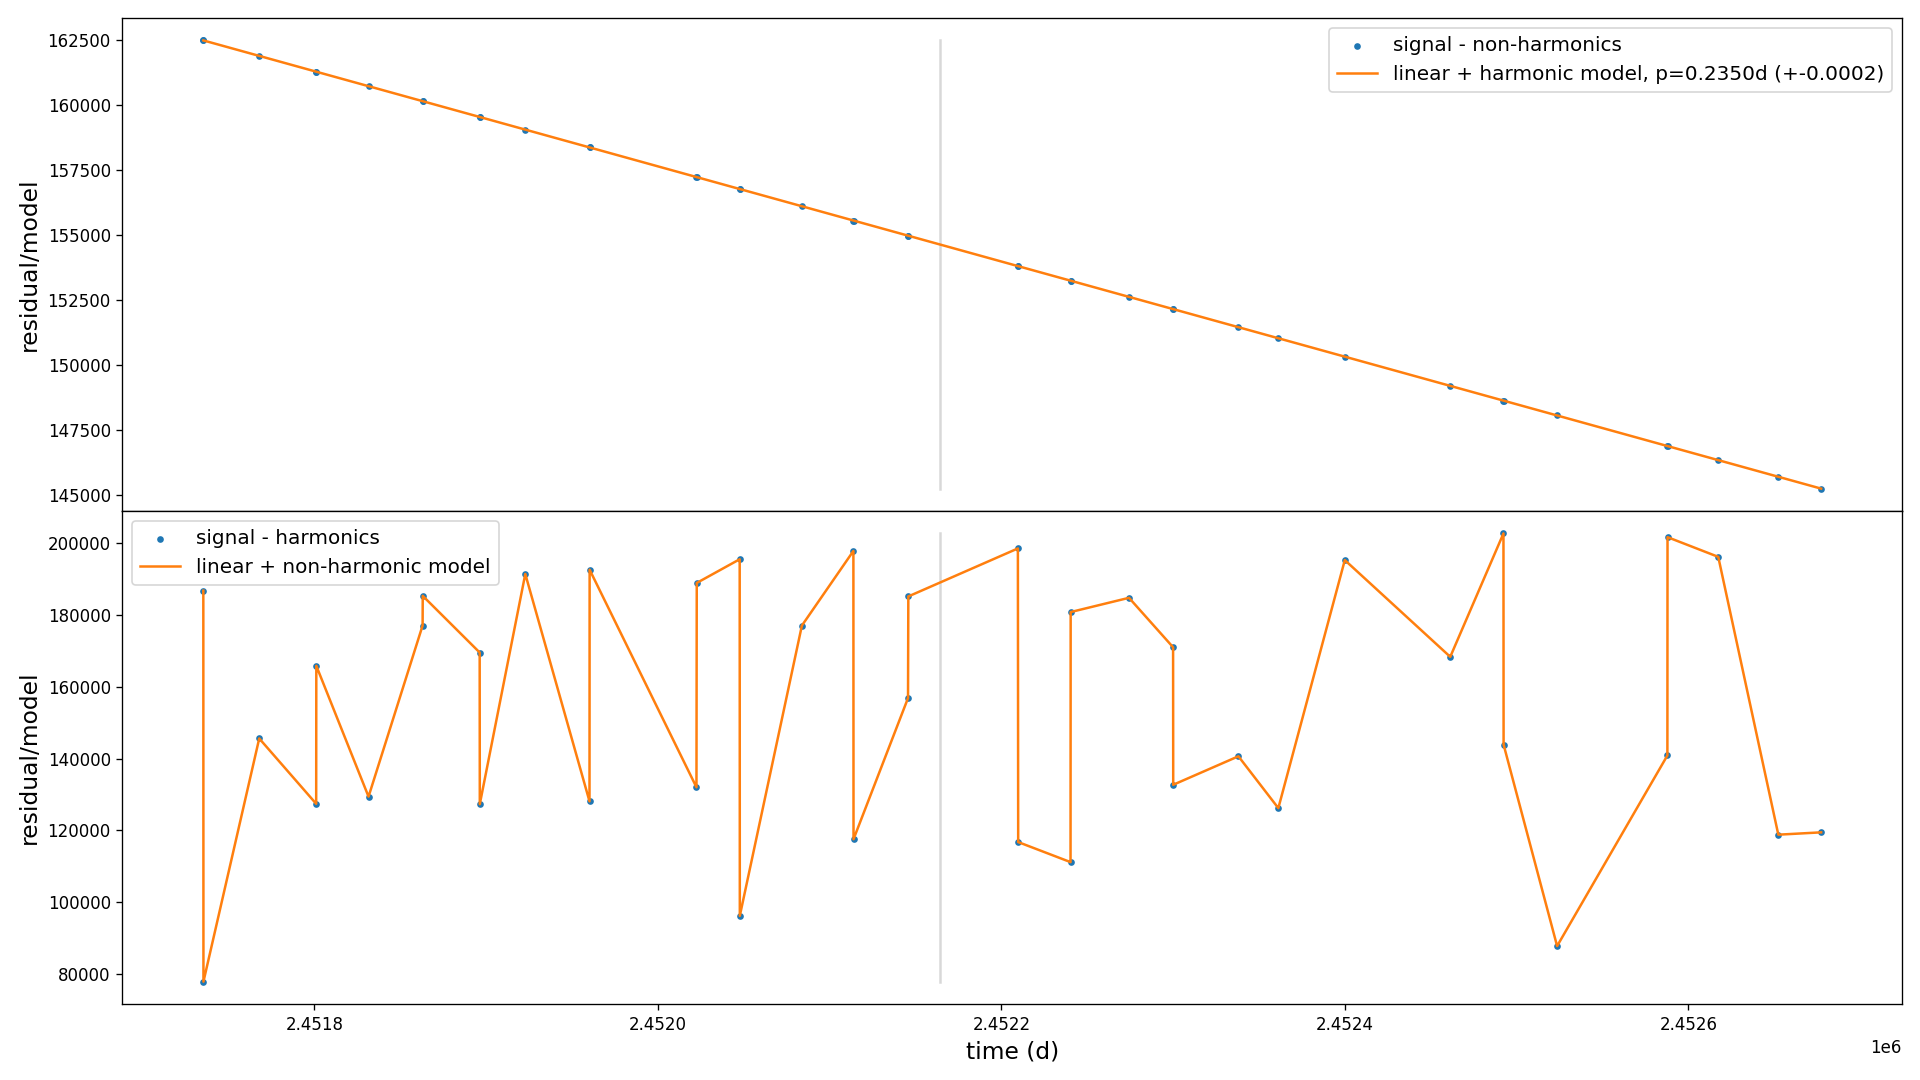 162500
160000
157500
155000
152500
150000
147500
145000
residual/model
signal - non-harmonics
linear + harmonic model, p=0.2350d (+-0.0002)
200000
180000
160000
140000
120000
100000
80000
residual/model
signal - harmonics
linear + non-harmonic model
2.4518 2.4520 2.4522 2.4524 2.4526
1e6
time (d)